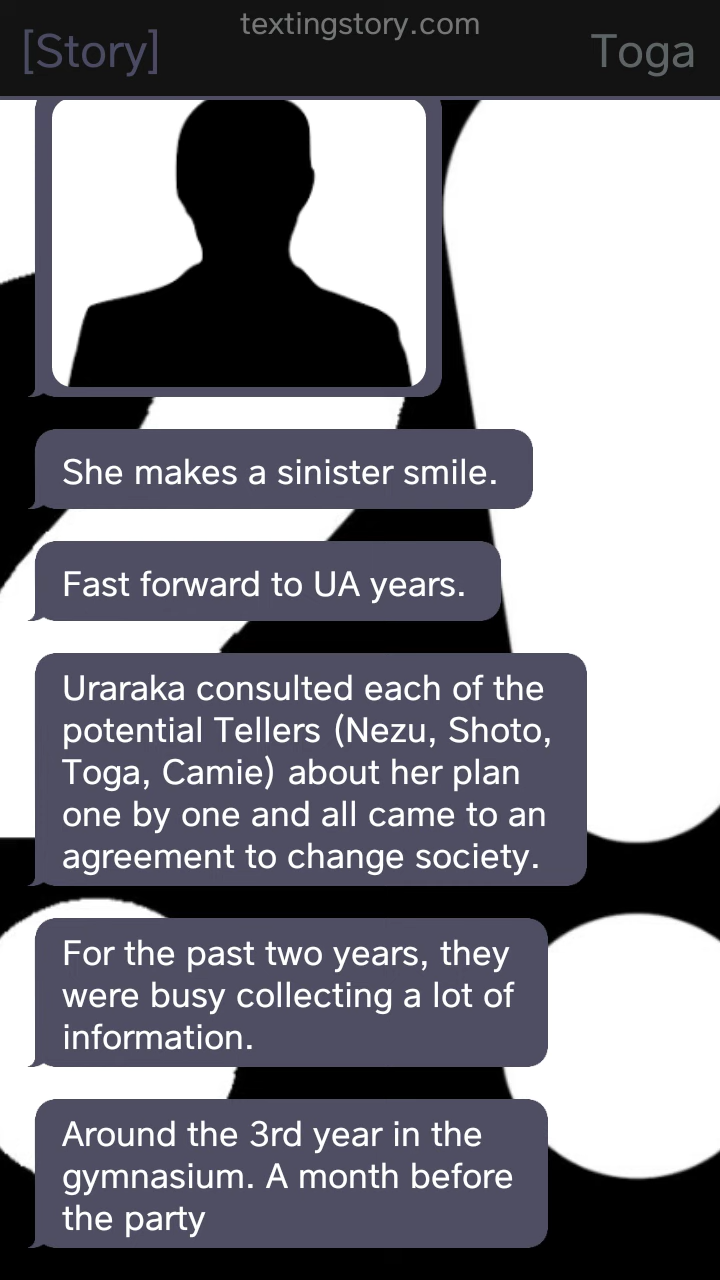 textingstory.com
[Story]
Toga
She makes a sinister smile.
Fast forward to UA years.
Uraraka consulted each of the
potential Tellers (Nezu, Shoto,
Toga, Camie) about her plan
one by one and all came to an
agreement to change society.
For the past two years, they
were busy collecting a lot of
information.
Around the 3rd year in the
gymnasium. A month before
the party